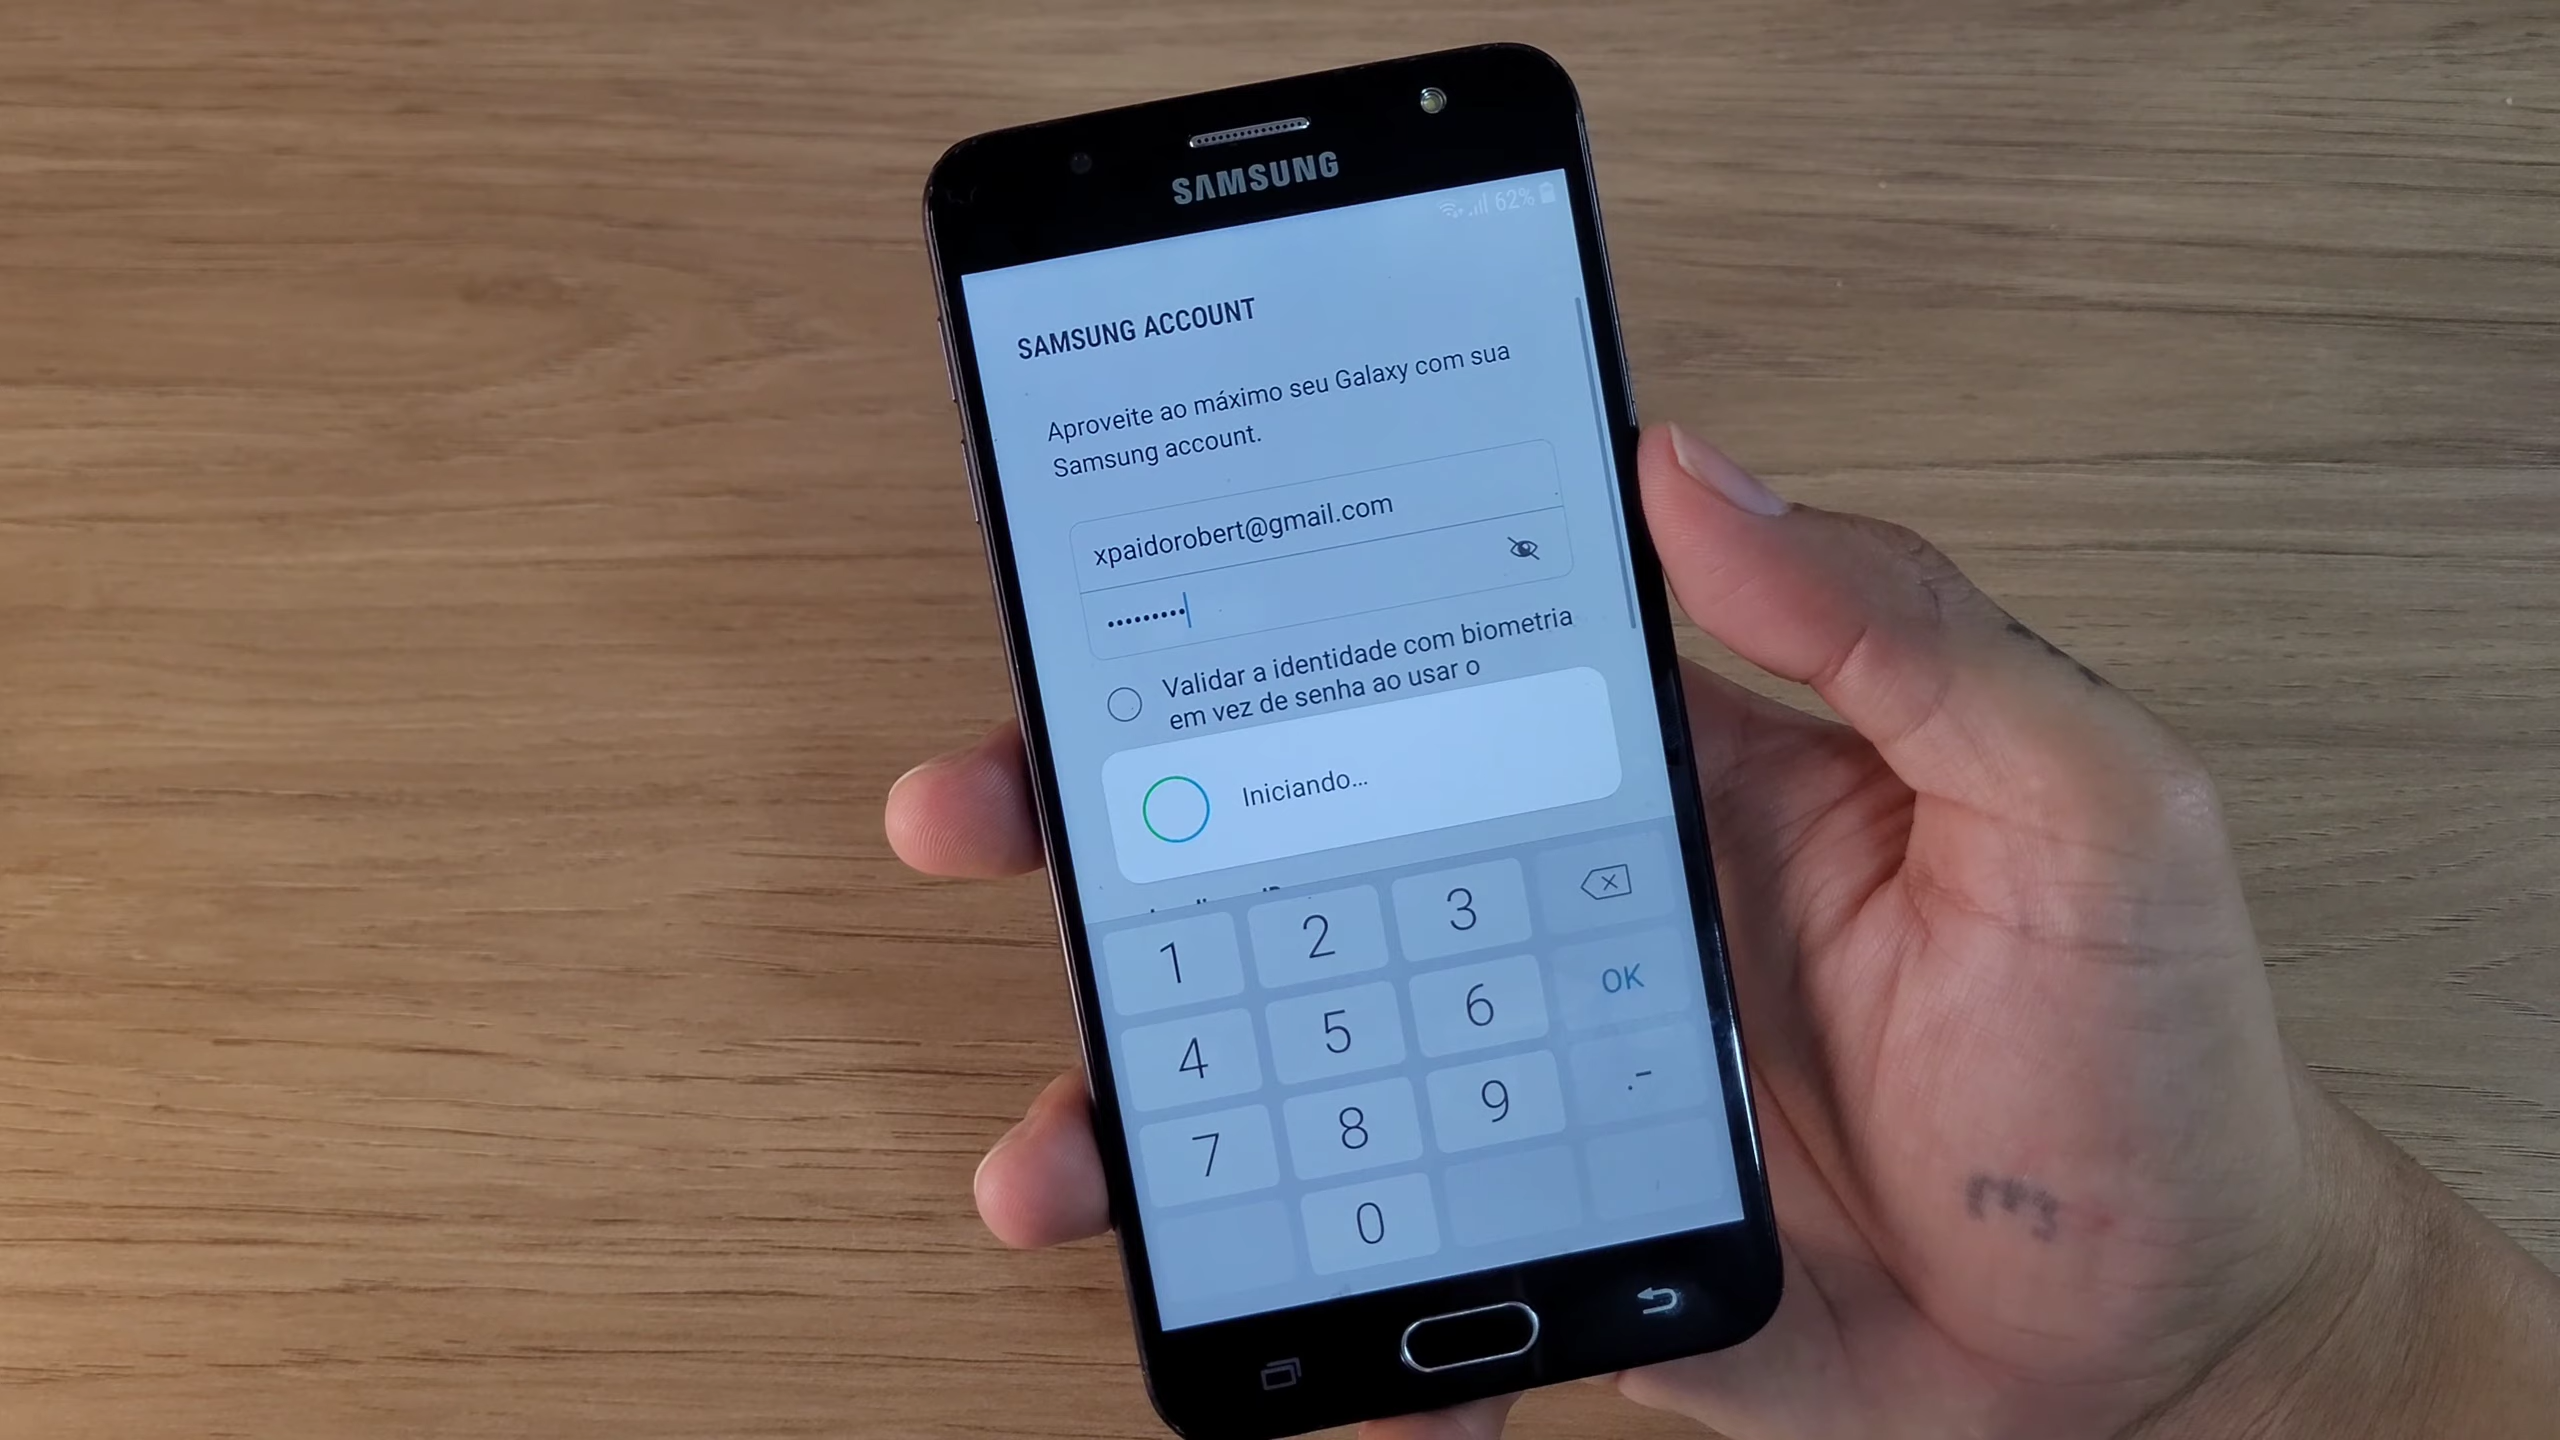 SAMSUNG
62%
SAMSUNG ACCOUNT
Aproveite ao máximo seu Galaxy com sua
Samsung account.
xpaidorobert@gmail.com
•••••••••
Validar a identidade com biometria
em vez de senha ao usar o
Iniciando...
1 2 3
4 5 6 OK
7 8 9 .-
0